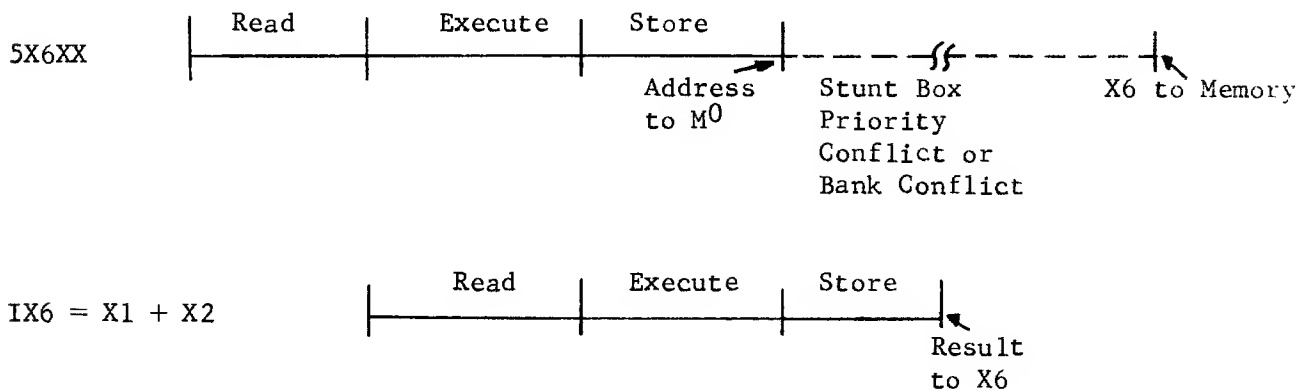 Read Execute Store
5X6XX
Address
to M0
Stunt Box
Priority
Conflict or
Bank Conflict
X6 to Memory
Read Execute Store
IX6 = X1 + X2
Result
to X6